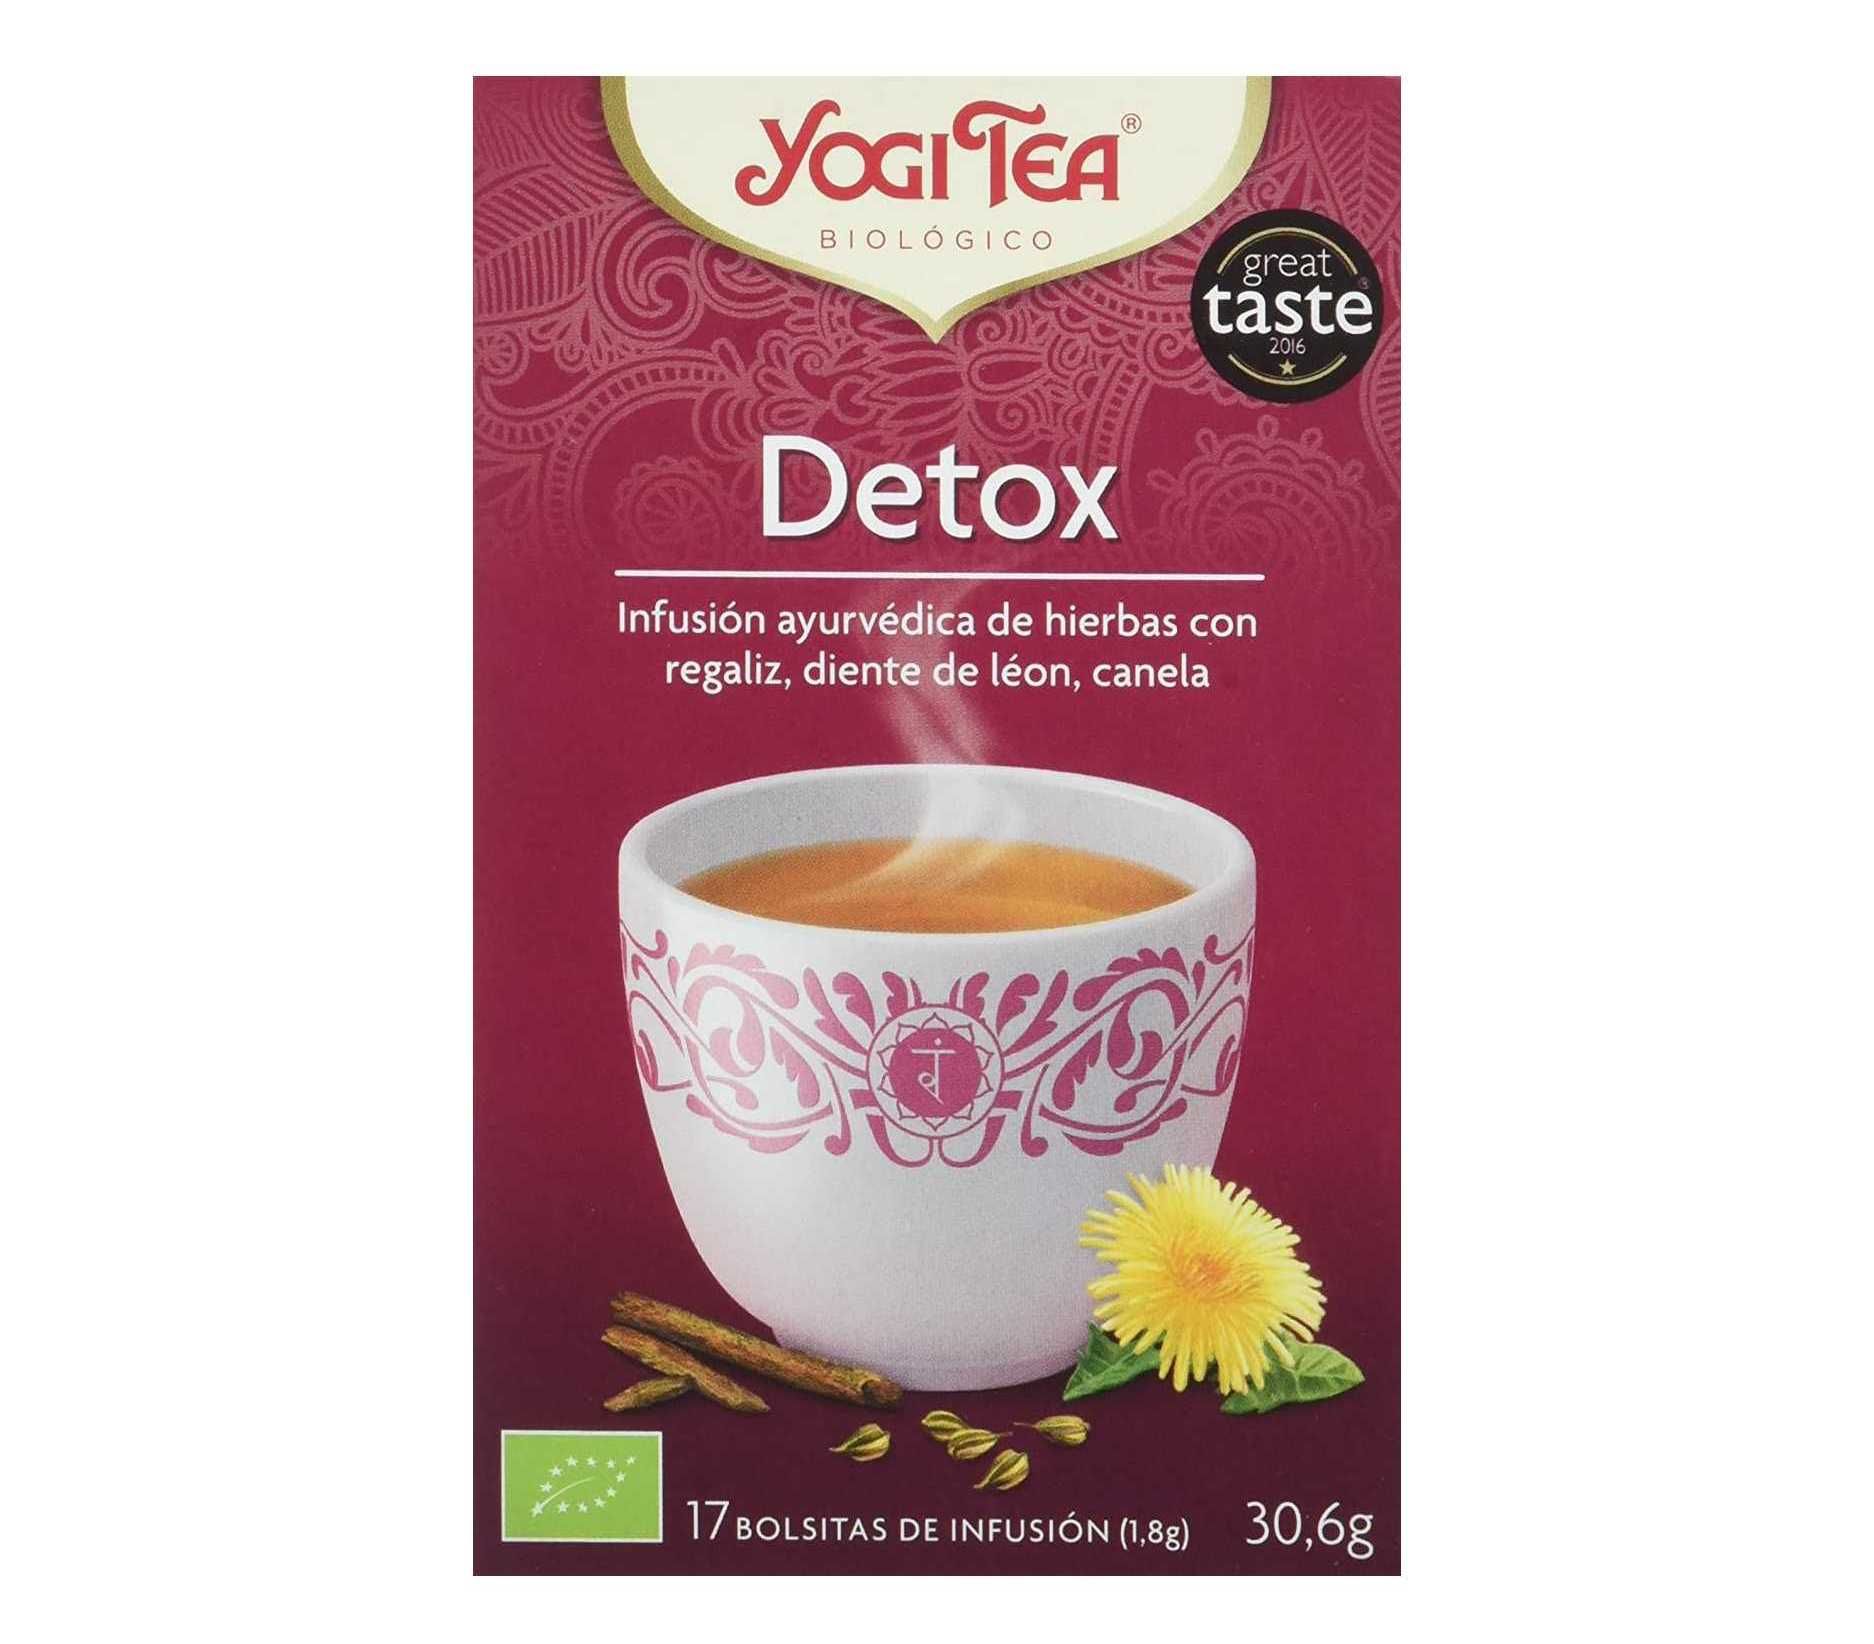 YOGI TEA®
BIOLÓGICO
great
taste®
2016
Detox
Infusión ayurvédica de hierbas con
regaliz, diente de léon, canela
वं
17 BOLSITAS DE INFUSIÓN (1,8g) 30,6g